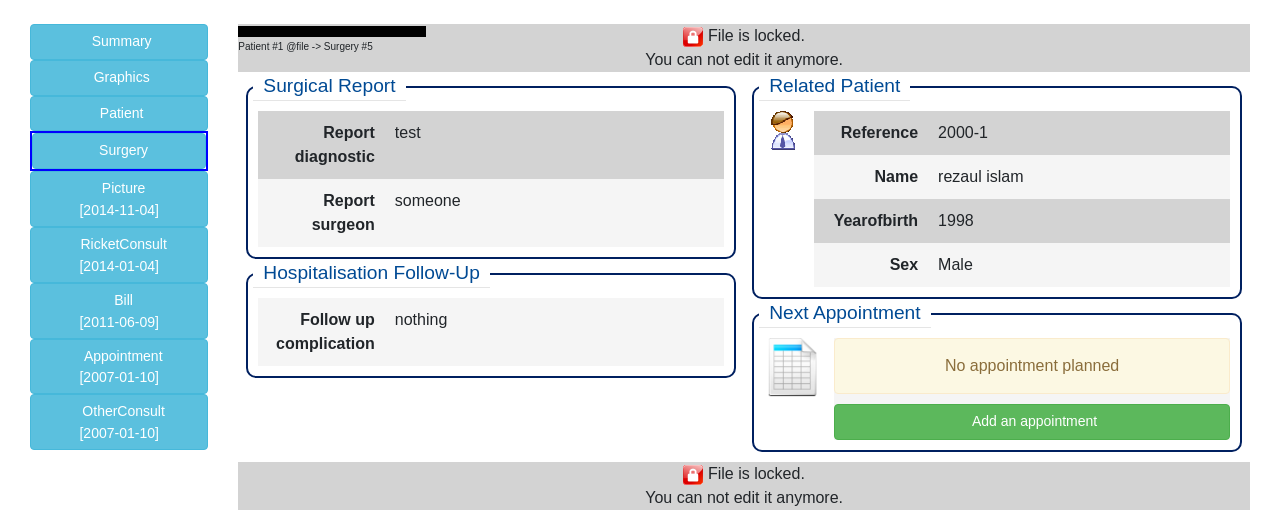 Summary
Graphics
Patient
Surgery
Picture
[2014-11-04]
RicketConsult
[2014-01-04]
Bill
[2011-06-09]
Appointment
[2007-01-10]
OtherConsult
[2007-01-10]
Patient #1 @file -> Surgery #5
File is locked.
You can not edit it anymore.
Surgical Report
Report diagnostic
test
Report surgeon
someone
Hospitalisation Follow-Up
Follow up complication
nothing
Related Patient
Reference 2000-1
Name rezaul islam
Yearofbirth 1998
Sex Male
Next Appointment
No appointment planned
Add an appointment
File is locked.
You can not edit it anymore.